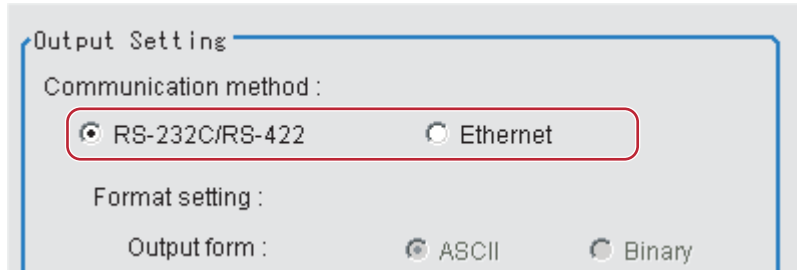 Output Setting
Communication method :
RS-232C/RS-422 Ethernet
Format setting :
Output form : ASCII Binary